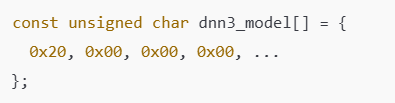 const unsigned char dnn3_model[] = {
  0x20, 0x00, 0x00, 0x00, ...
};